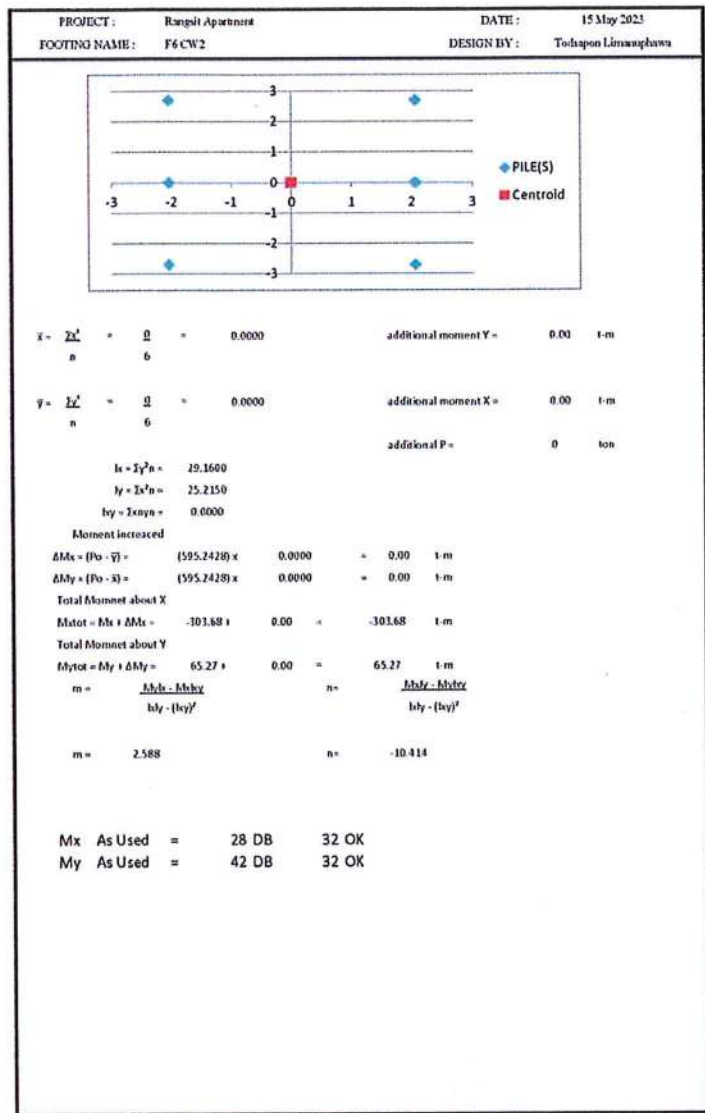 PROJECT : Rangsit Apartment DATE : 15 May 2023
FOOTING NAME : F6 CW2 DESIGN BY : Todsapon Limanuphawa
3
2
1
0
-3 -2 -1 0 1 2 3
-1
-2
-3
PILE(S)
Centroid
x̄ = Σx' = 0 = 0.0000 additional moment Y = 0.00 t-m
n 6
ȳ = Σy' = 0 = 0.0000 additional moment X = 0.00 t-m
n 6
additional P = 0 ton
Ix = Σy²n = 29.1600
Iy = Σx²n = 25.2150
Ixy = Σxnyn = 0.0000
Moment increaced
ΔMx = (Po - ȳ) = (595.2428) x 0.0000 = 0.00 t-m
ΔMy = (Po - x̄) = (595.2428) x 0.0000 = 0.00 t-m
Total Momnet about X
Mxtot = Mx + ΔMx = -303.68 + 0.00 = -303.68 t-m
Total Momnet about Y
Mytot = My + ΔMy = 65.27 + 0.00 = 65.27 t-m
m = MyIx - MxIxy n= MxIy - MyIxy
IxIy - (Ixy)² IxIy - (Ixy)²
m = 2.588 n= -10.414
Mx As Used = 28 DB 32 OK
My As Used = 42 DB 32 OK